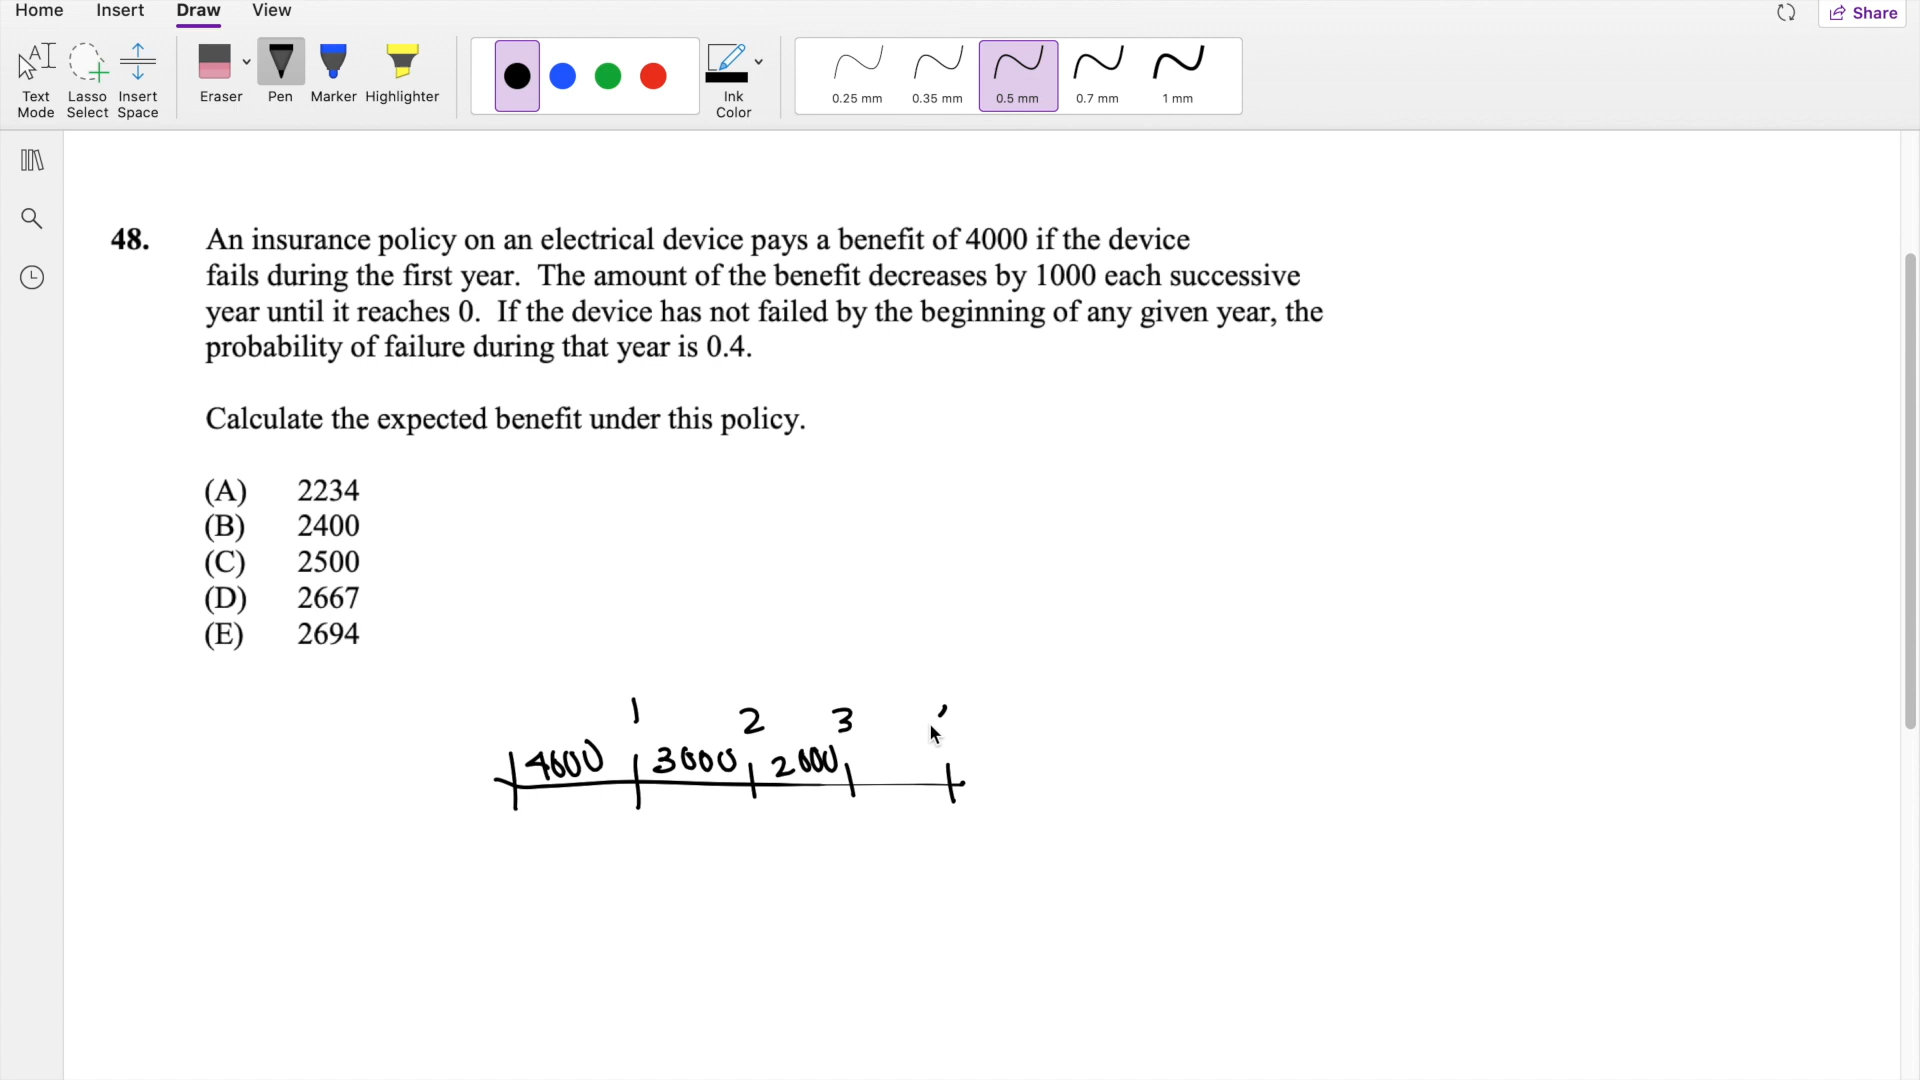 Home Insert Draw View Share
Text Mode Lasso Select Insert Space Eraser Pen Marker Highlighter Ink Color 0.25 mm 0.35 mm 0.5 mm 0.7 mm 1 mm
48. An insurance policy on an electrical device pays a benefit of 4000 if the device
fails during the first year. The amount of the benefit decreases by 1000 each successive
year until it reaches 0. If the device has not failed by the beginning of any given year, the
probability of failure during that year is 0.4.
Calculate the expected benefit under this policy.
(A) 2234
(B) 2400
(C) 2500
(D) 2667
(E) 2694
1 2 3
4000 3000 2000